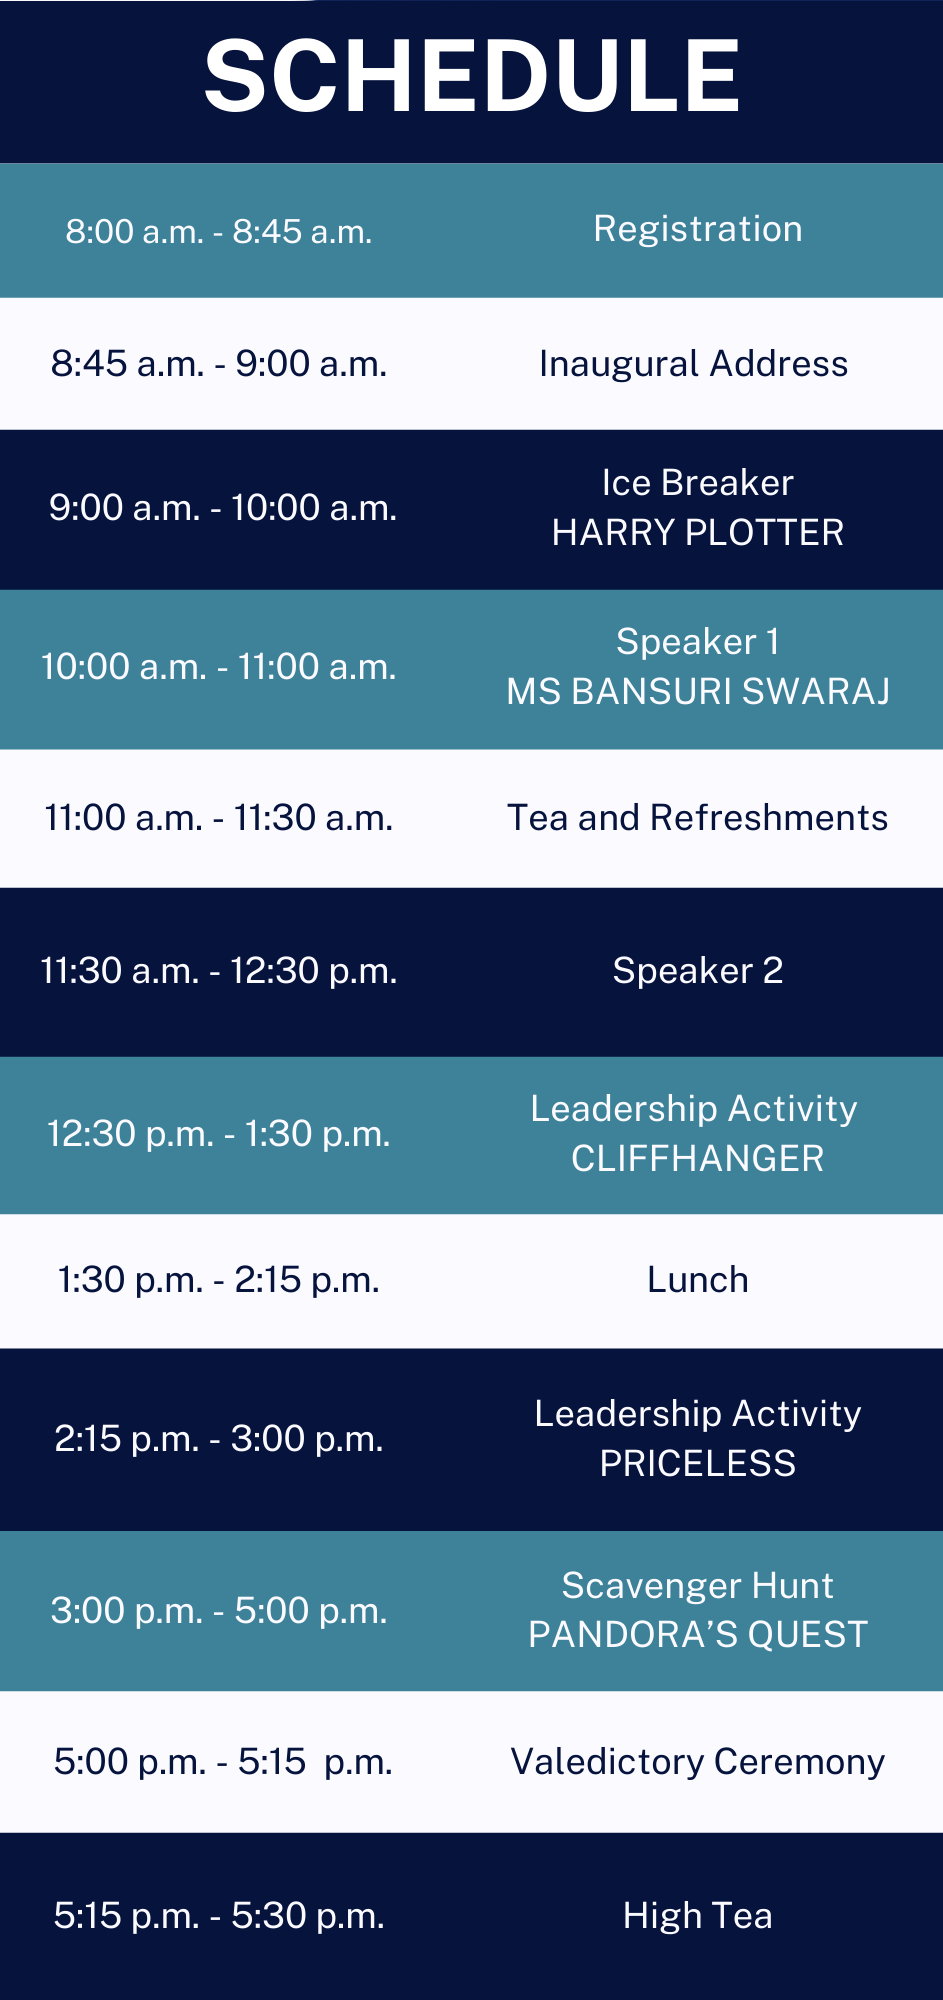 SCHEDULE
8:00 a.m. - 8:45 a.m.
Registration
8:45 a.m. - 9:00 a.m.
Inaugural Address
9:00 a.m. - 10:00 a.m.
Ice Breaker
HARRY PLOTTER
10:00 a.m. - 11:00 a.m.
Speaker 1
MS BANSURI SWARAJ
11:00 a.m. - 11:30 a.m.
Tea and Refreshments
11:30 a.m. - 12:30 p.m.
Speaker 2
12:30 p.m. - 1:30 p.m.
Leadership Activity
CLIFFHANGER
1:30 p.m. - 2:15 p.m.
Lunch
2:15 p.m. - 3:00 p.m.
Leadership Activity
PRICELESS
3:00 p.m. - 5:00 p.m.
Scavenger Hunt
PANDORA’S QUEST
5:00 p.m. - 5:15  p.m.
Valedictory Ceremony
5:15 p.m. - 5:30 p.m.
High Tea